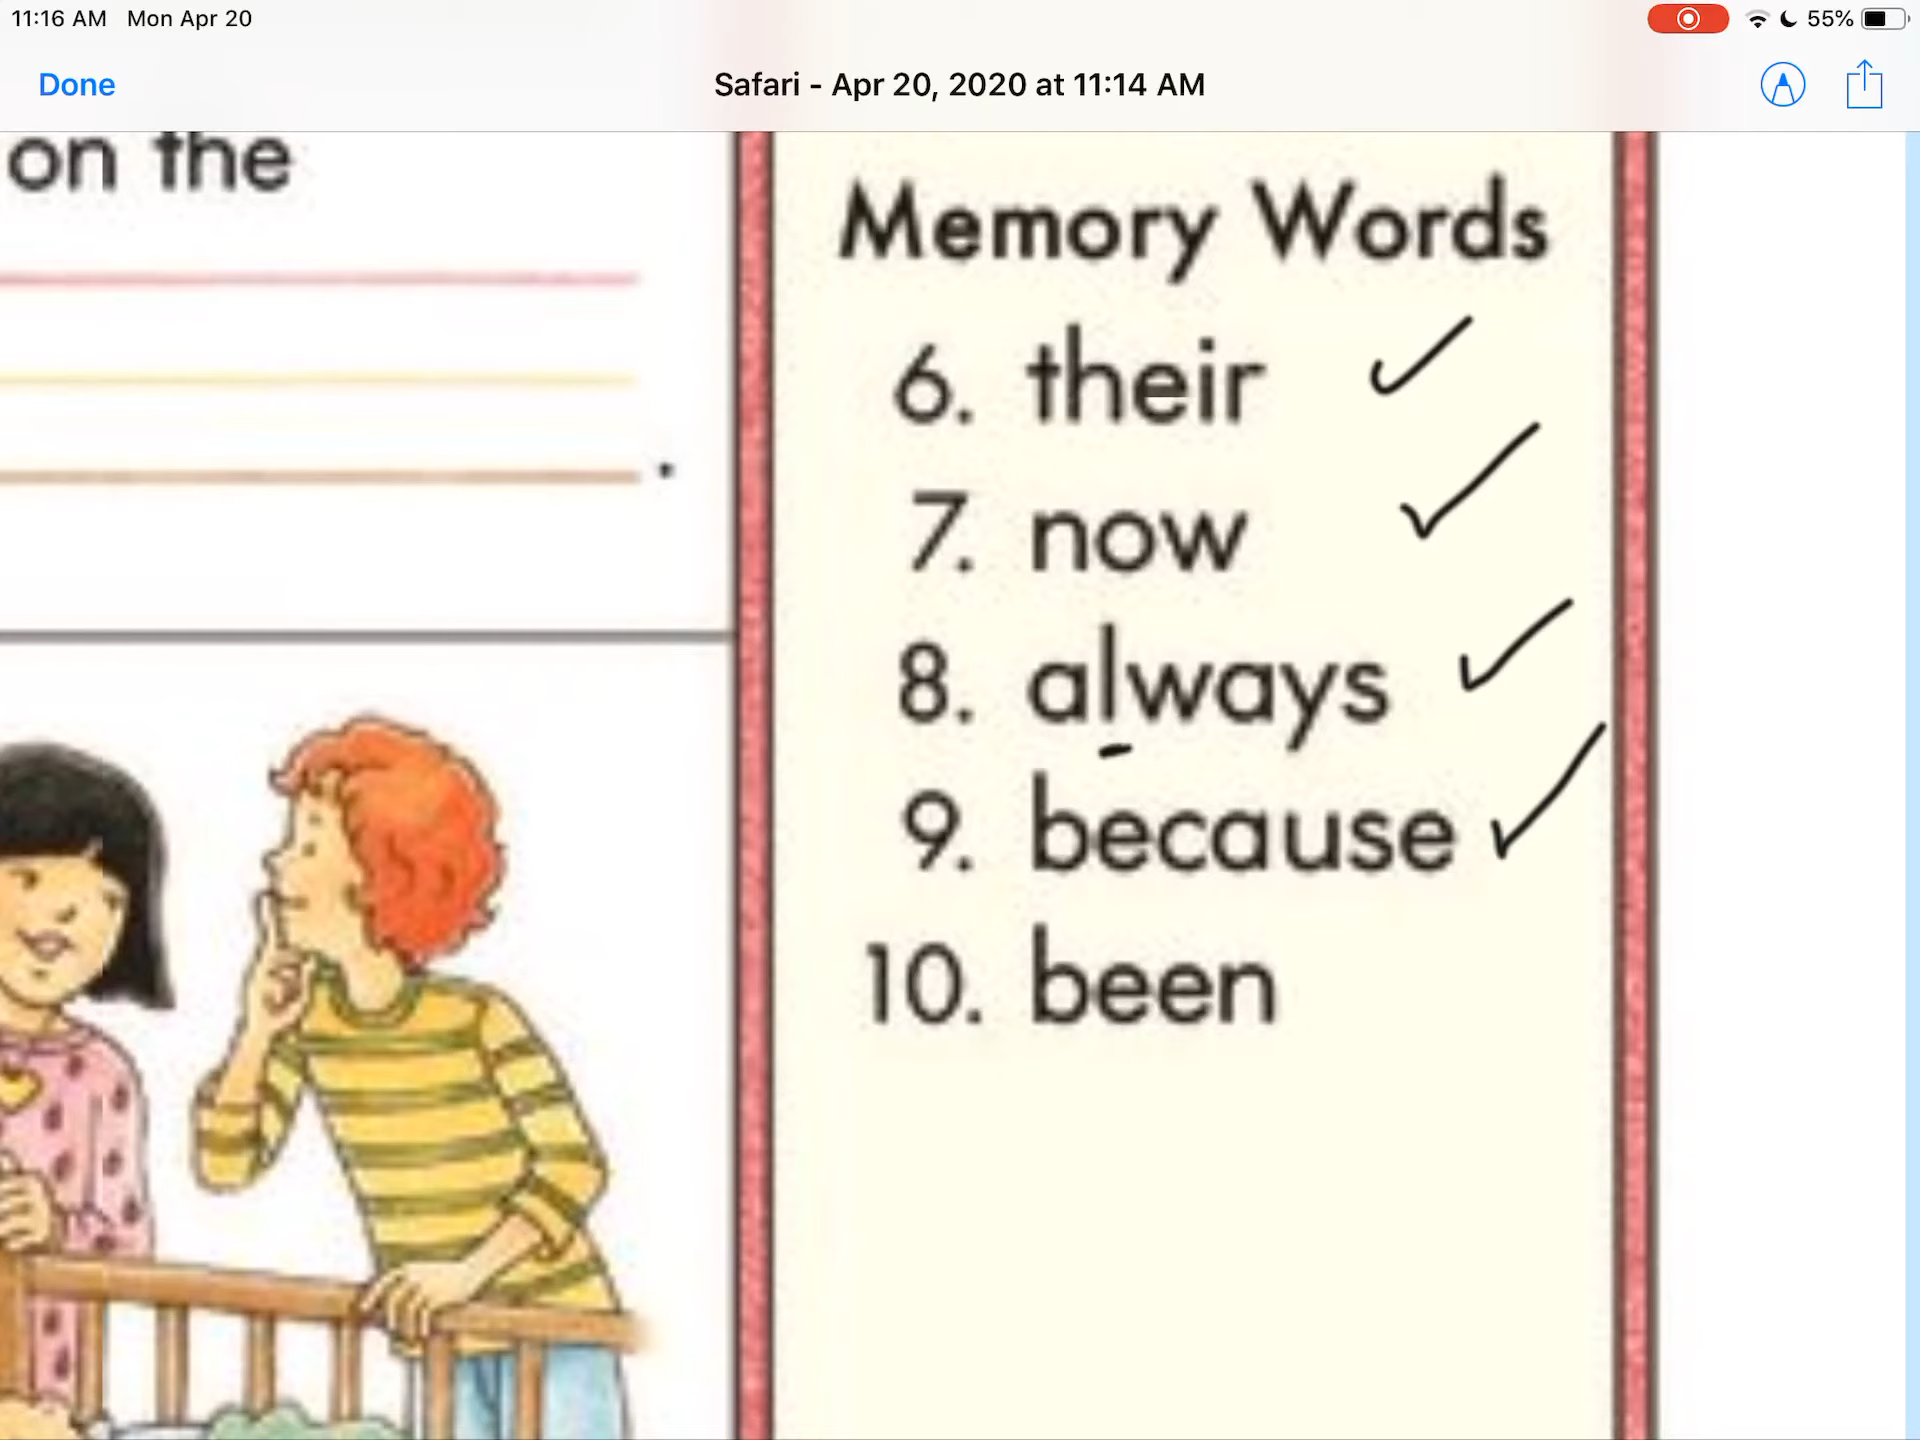 11:16 AM Mon Apr 20
55%
Done
Safari - Apr 20, 2020 at 11:14 AM
on the
.
Memory Words
6. their
7. now
8. always
9. because
10. been